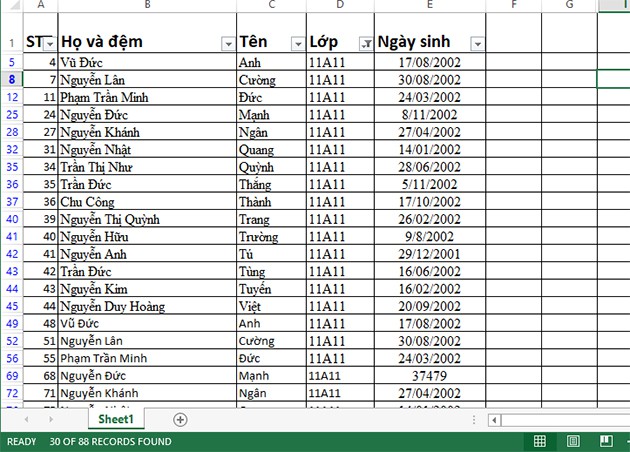 A B C D E F G I
1 ST Họ và đệm Tên Lớp Ngày sinh
5 4 Vũ Đức Anh 11A11 17/08/2002
8 7 Nguyễn Lân Cường 11A11 30/08/2002
12 11 Phạm Trần Minh Đức 11A11 24/03/2002
25 24 Nguyễn Đức Mạnh 11A11 8/11/2002
28 27 Nguyễn Khánh Ngân 11A11 27/04/2002
32 31 Nguyễn Nhật Quang 11A11 14/01/2002
35 34 Trần Thị Như Quỳnh 11A11 28/06/2002
36 35 Trần Đức Thắng 11A11 5/11/2002
37 36 Chu Công Thành 11A11 17/10/2002
40 39 Nguyễn Thị Quỳnh Trang 11A11 26/02/2002
41 40 Nguyễn Hữu Trường 11A11 9/8/2002
42 41 Nguyễn Anh Tú 11A11 29/12/2001
43 42 Trần Đức Tùng 11A11 16/06/2002
44 43 Nguyễn Kim Tuyến 11A11 16/02/2002
45 44 Nguyễn Duy Hoàng Việt 11A11 20/09/2002
49 48 Vũ Đức Anh 11A11 17/08/2002
52 51 Nguyễn Lân Cường 11A11 30/08/2002
56 55 Phạm Trần Minh Đức 11A11 24/03/2002
69 68 Nguyễn Đức Mạnh 11A11 37479
72 71 Nguyễn Khánh Ngân 11A11 27/04/2002
Sheet1
READY 30 OF 88 RECORDS FOUND